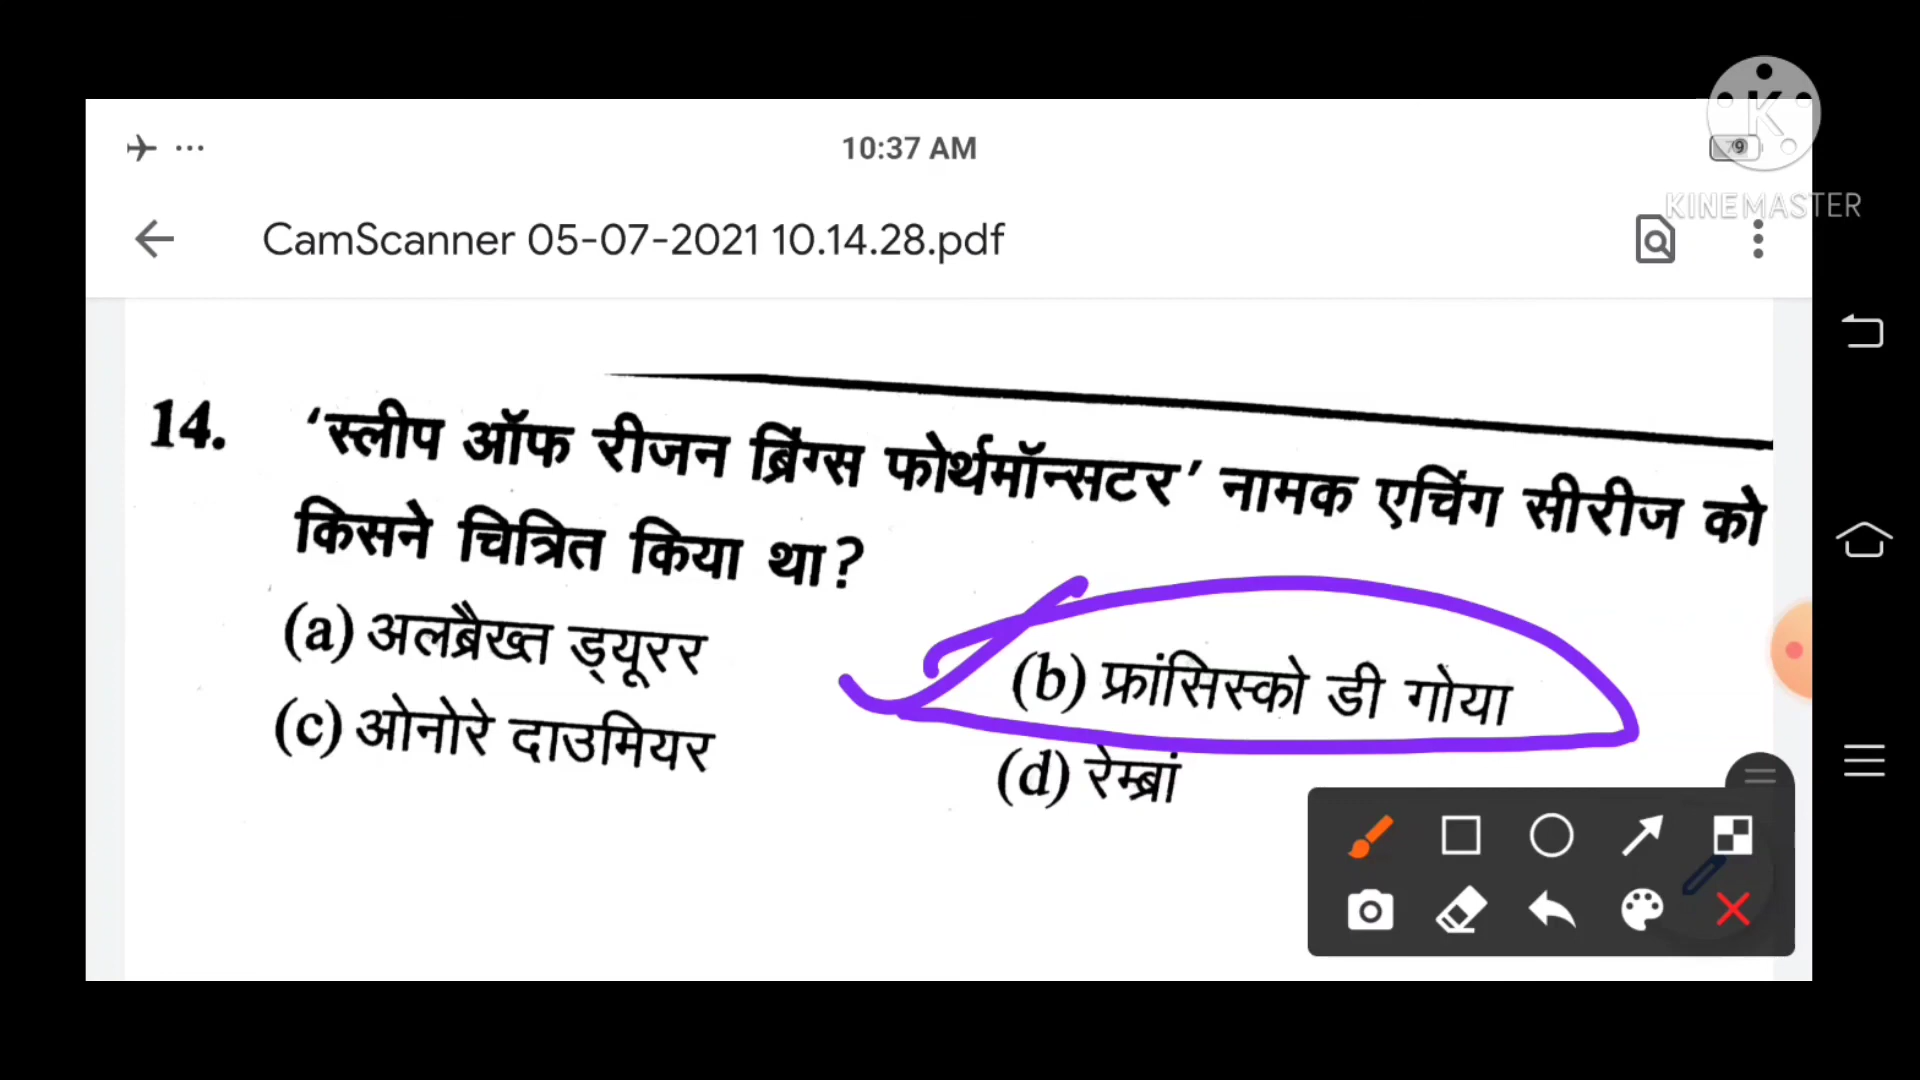 10:37 AM
79
KINEMASTER
CamScanner 05-07-2021 10.14.28.pdf
14. ‘स्लीप ऑफ रीजन ब्रिंग्स फोर्थमॉन्सटर’ नामक एचिंग सीरीज को
किसने चित्रित किया था?
(a) अलब्रैख्त ड्यूरर (b) फ्रांसिस्को डी गोया
(c) ओनोरे दाउमियर (d) रेम्ब्रां